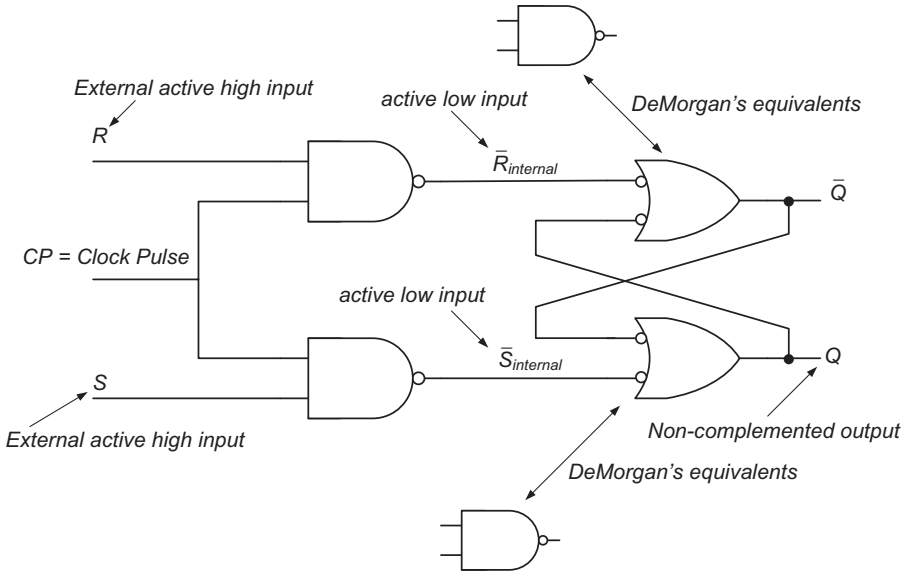 External active high input
active low input
DeMorgan's equivalents
R
R̅internal
Q̅
CP = Clock Pulse
active low input
S
S̅internal
Q
External active high input
Non-complemented output
DeMorgan's equivalents